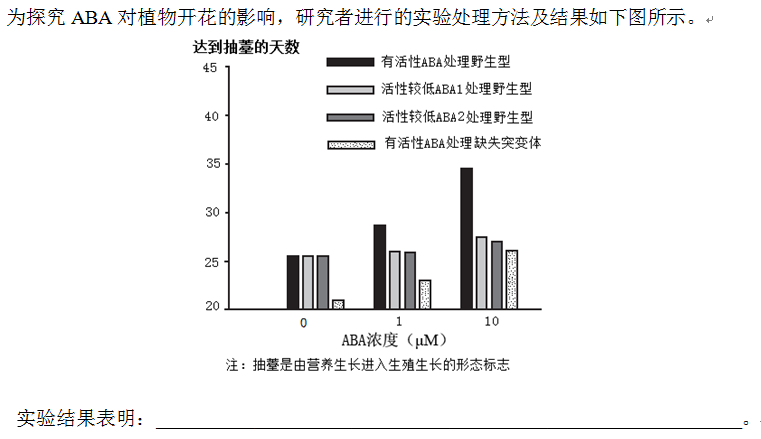 为探究 ABA 对植物开花的影响，研究者进行的实验处理方法及结果如下图所示。
达到抽薹的天数
45
40
35
30
25
20
有活性ABA处理野生型
活性较低ABA1处理野生型
活性较低ABA2处理野生型
有活性ABA处理缺失突变体
0 1 10
ABA浓度（μM）
注：抽薹是由营养生长进入生殖生长的形态标志
实验结果表明：。